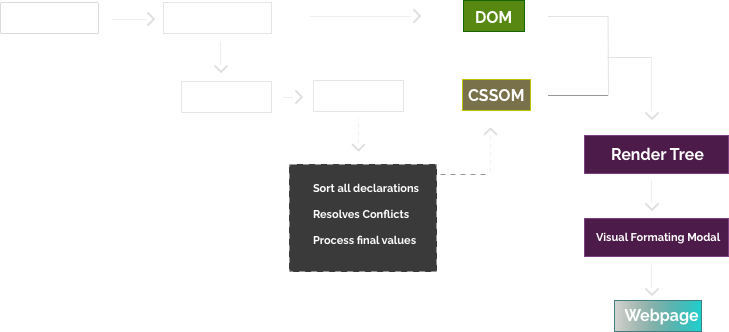 DOM
CSSOM
Sort all declarations
Resolves Conflicts
Process final values
Render Tree
Visual Formating Modal
Webpage